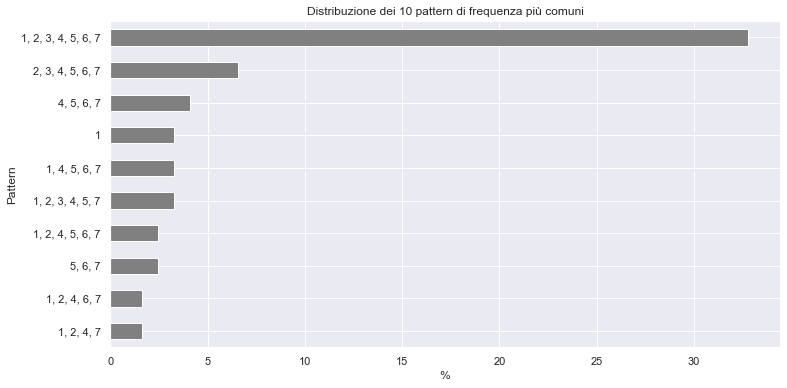 Distribuzione dei 10 pattern di frequenza più comuni
Pattern
1, 2, 3, 4, 5, 6, 7
2, 3, 4, 5, 6, 7
4, 5, 6, 7
1
1, 4, 5, 6, 7
1, 2, 3, 4, 5, 7
1, 2, 4, 5, 6, 7
5, 6, 7
1, 2, 4, 6, 7
1, 2, 4, 7
0 5 10 15 20 25 30
%